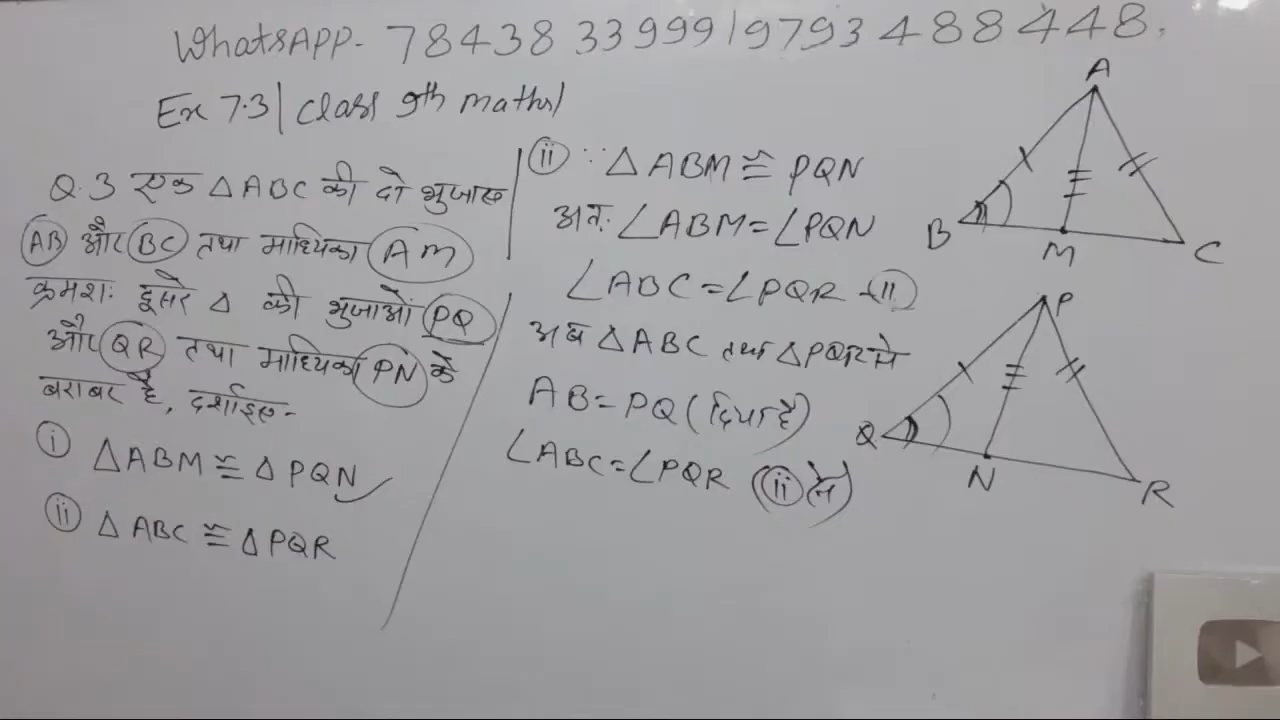 WhatsAPP- 7843833999/9793488448.
Ex 7.3 | Class 9th maths/
Q.3 एक △ABC की दो भुजाएँ
AB और BC तथा माध्यिका AM
क्रमशः दूसरे △ की भुजाओं PQ
और QR तथा माध्यिका PN के
बराबर है, दर्शाइए-
i △ABM ≅ △PQN
ii △ABC ≅ △PQR
ii ∵ △ABM ≅ PQN
अतः ∠ABM = ∠PQN
∠ABC = ∠PQR -ii
अब △ABC तथा △PQR में
AB = PQ (दिया है)
∠ABC = ∠PQR (ii से)
A
B
M
C
P
Q
N
R